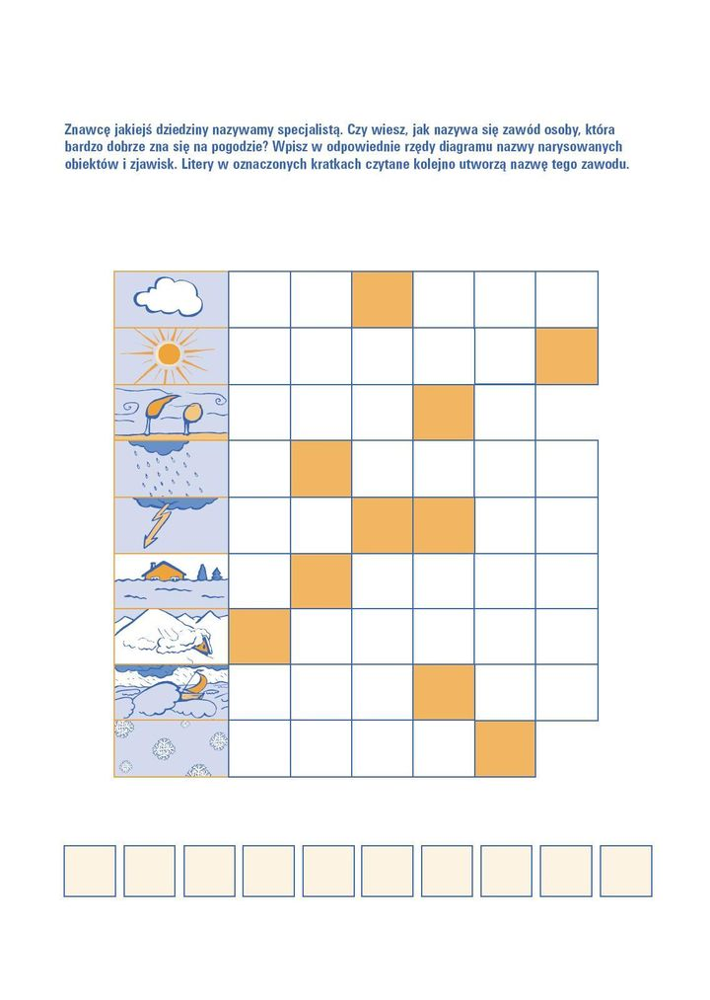 Znawcę jakiejś dziedziny nazywamy specjalistą. Czy wiesz, jak nazywa się zawód osoby, która
bardzo dobrze zna się na pogodzie? Wpisz w odpowiednie rzędy diagramu nazwy narysowanych
obiektów i zjawisk. Litery w oznaczonych kratkach czytane kolejno utworzą nazwę tego zawodu.